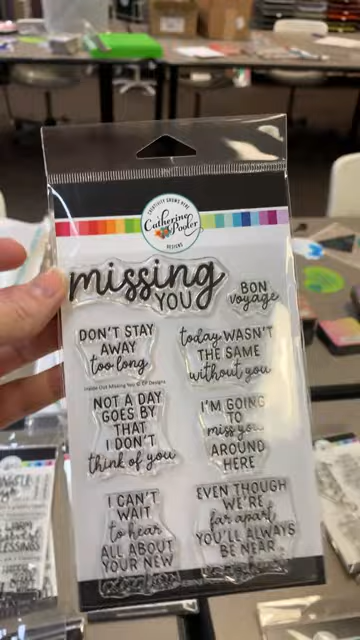 CREATIVITY GROWS HERE
Catherine
Pooler
DESIGNS
missing
YOU
BON
voyage
DON'T STAY
AWAY
too long
today WASN'T
THE SAME
without you
Inside Out: Missing You © CP Designs
NOT A DAY
GOES BY
THAT
I DON'T
think of you
I'M GOING
TO
miss you
AROUND
HERE
I CAN'T
WAIT
to hear
ALL ABOUT
YOUR NEW
EVEN THOUGH
WE'RE
far apart
YOU'LL ALWAYS
BE NEAR